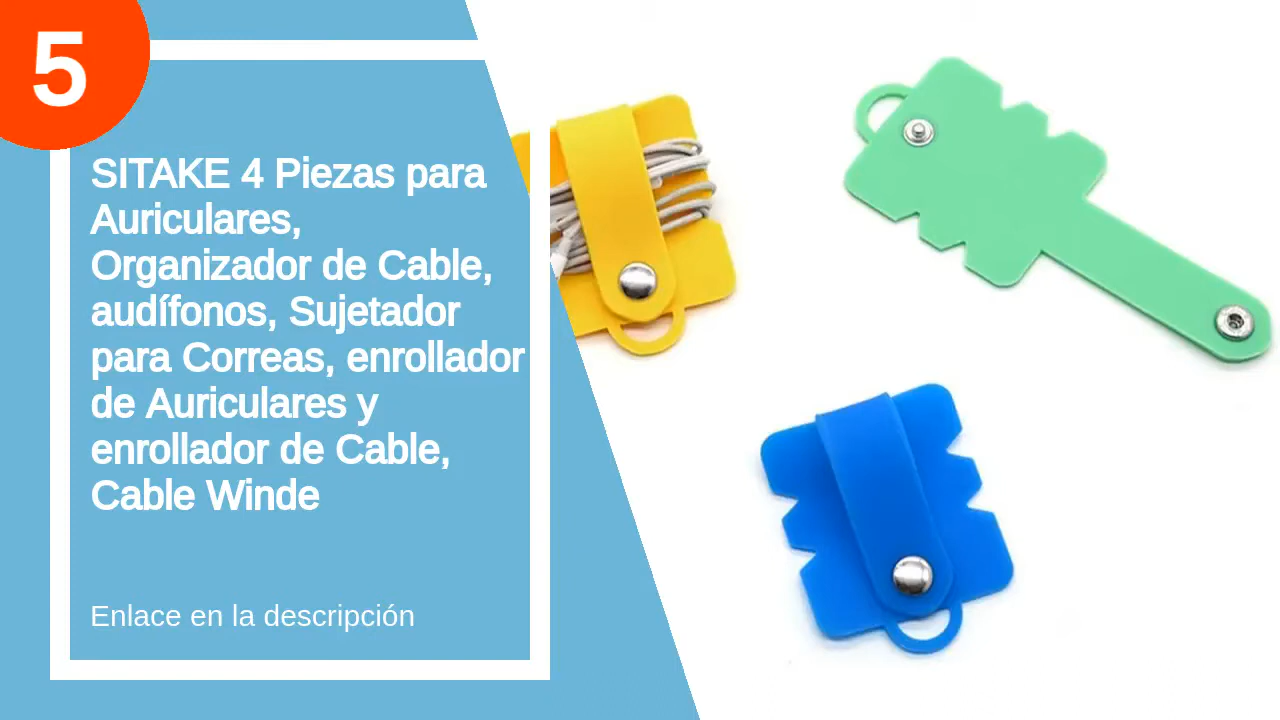 5
SITAKE 4 Piezas para
Auriculares,
Organizador de Cable,
audífonos, Sujetador
para Correas, enrollador
de Auriculares y
enrollador de Cable,
Cable Winde
Enlace en la descripción